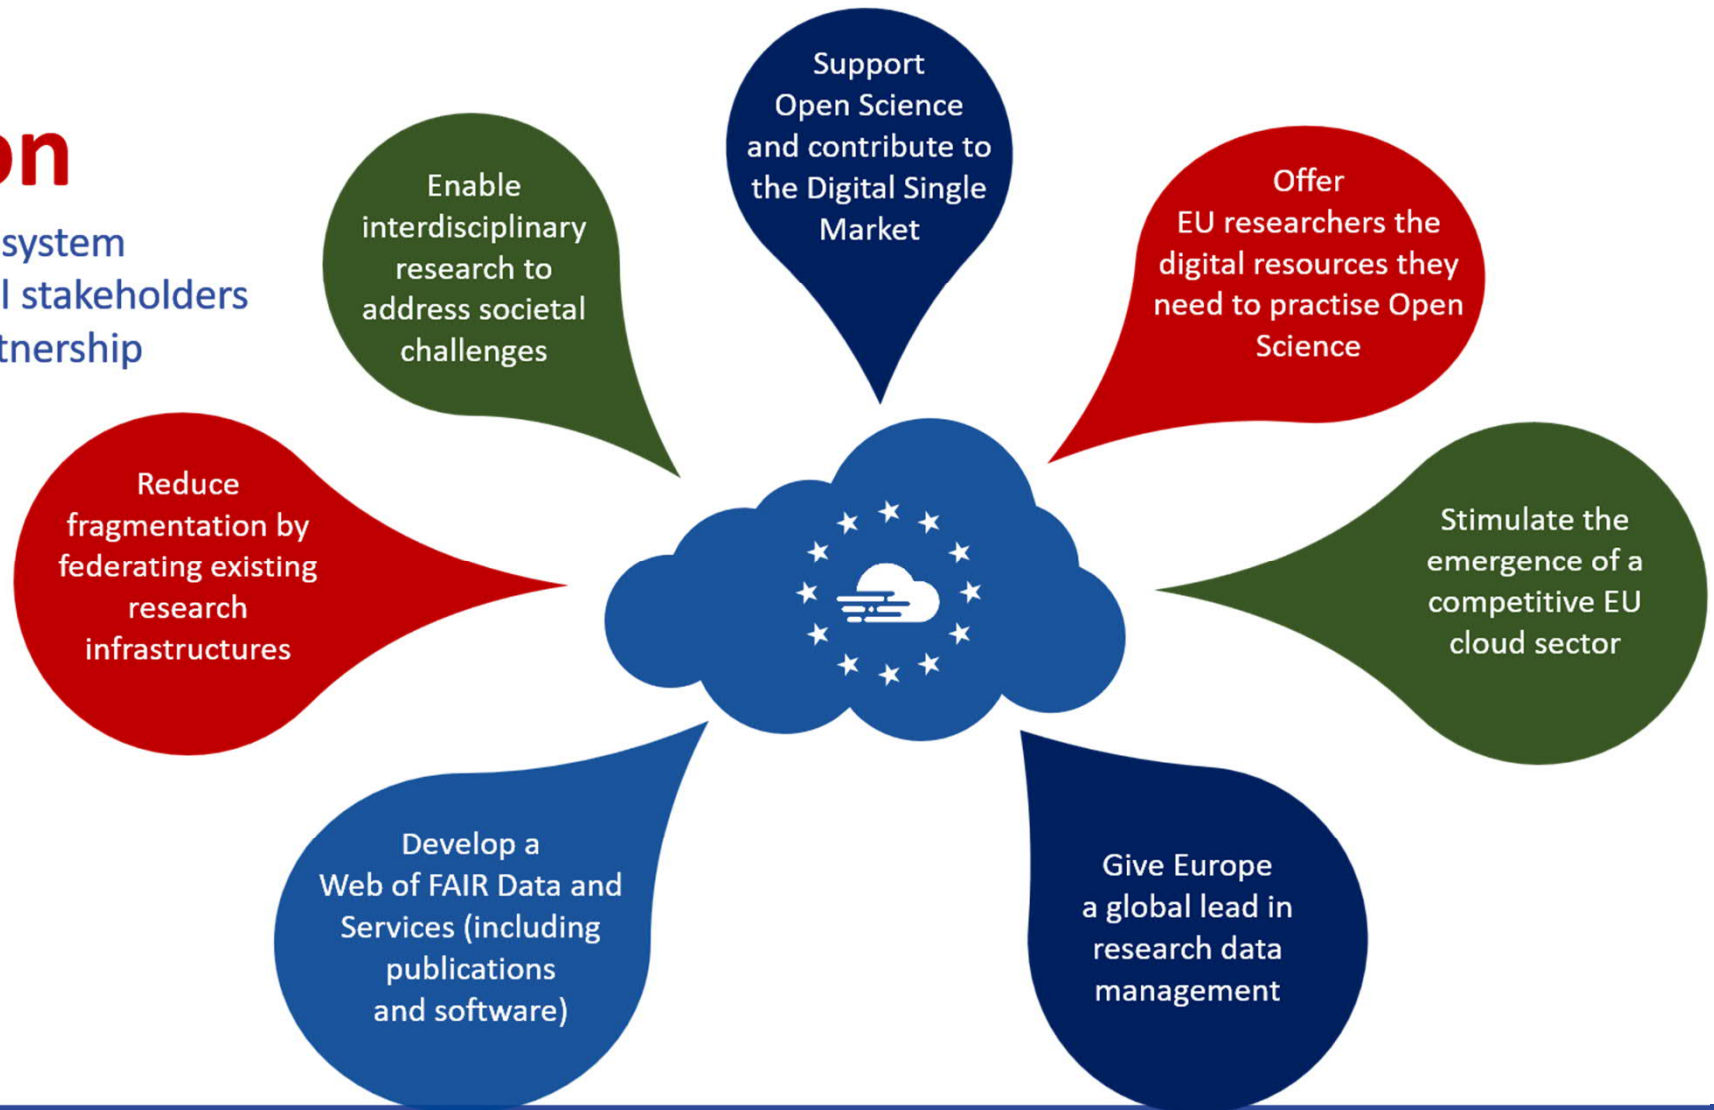 on
system
l stakeholders
tnership
Support
Open Science
and contribute to
the Digital Single
Market
Enable
interdisciplinary
research to
address societal
challenges
Offer
EU researchers the
digital resources they
need to practise Open
Science
Reduce
fragmentation by
federating existing
research
infrastructures
Stimulate the
emergence of a
competitive EU
cloud sector
Develop a
Web of FAIR Data and
Services (including
publications
and software)
Give Europe
a global lead in
research data
management